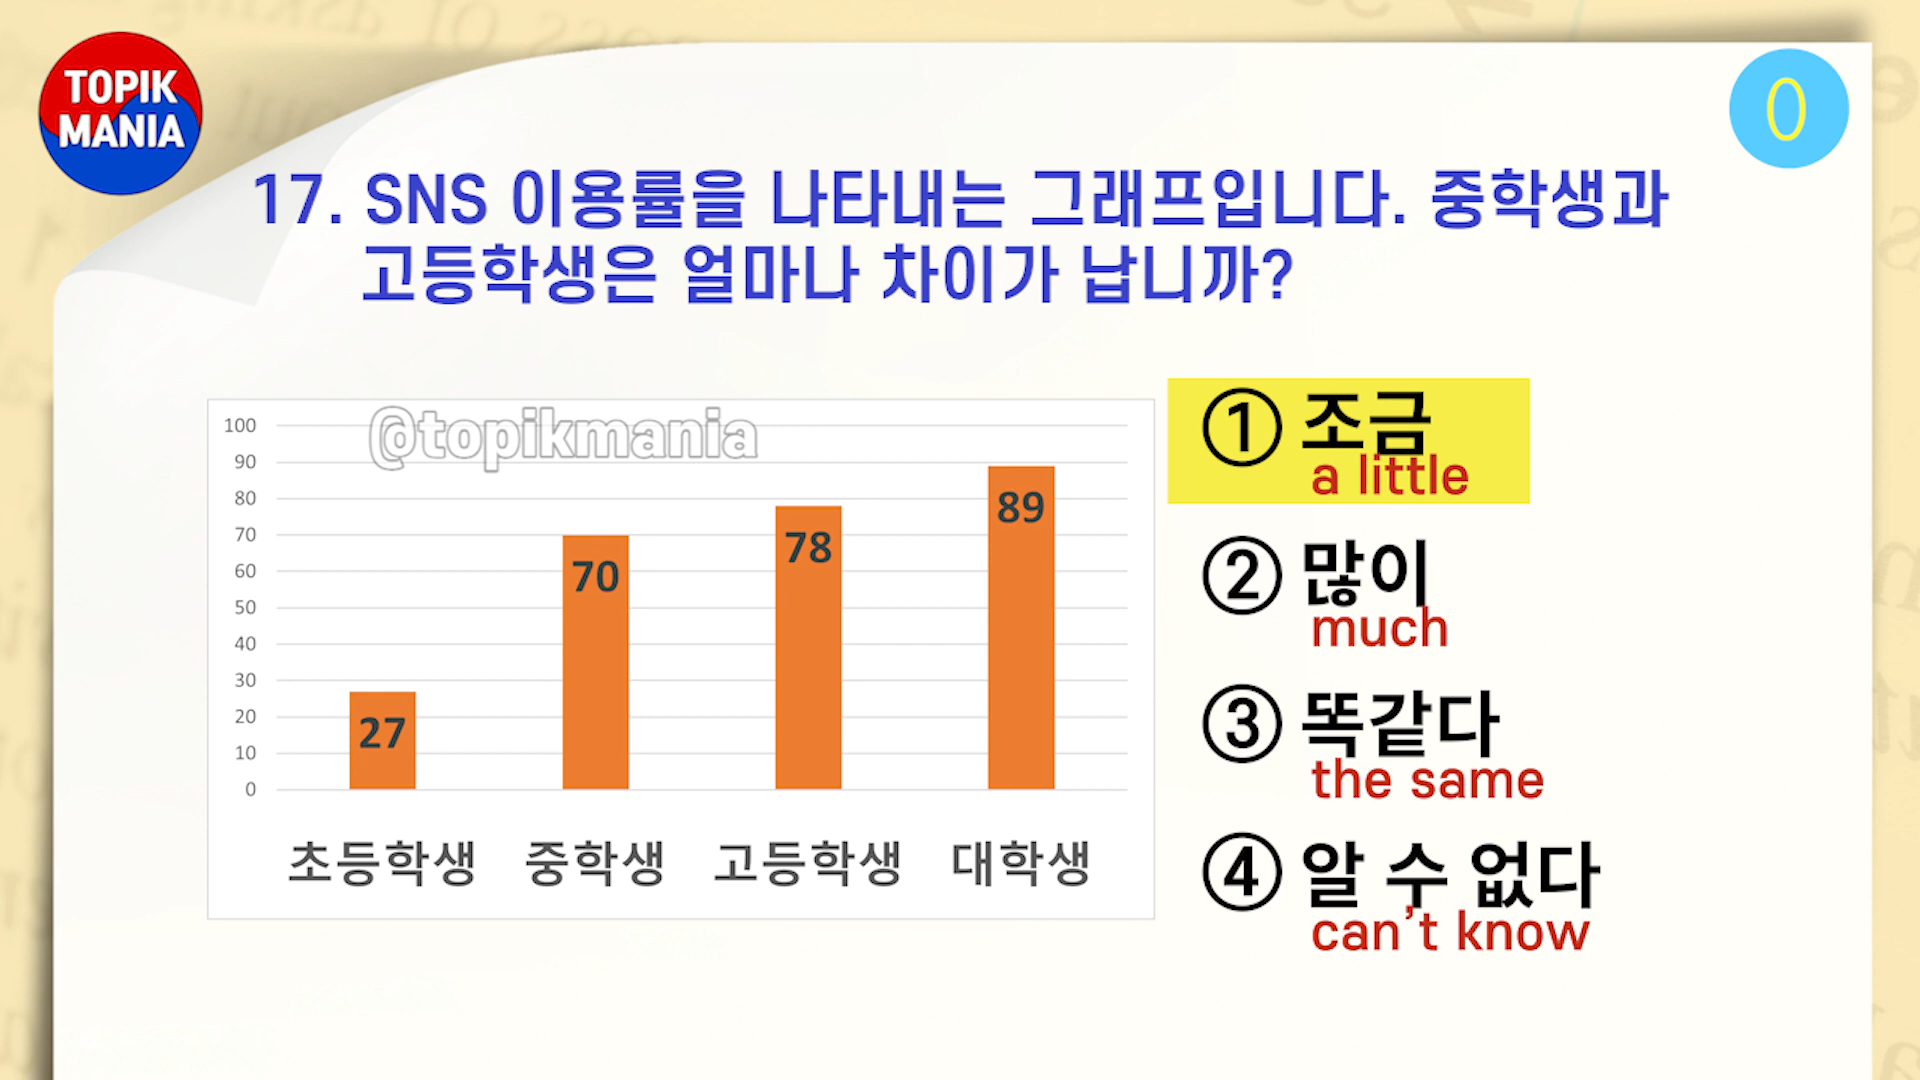 TOPIK
MANIA
0
17. SNS 이용률을 나타내는 그래프입니다. 중학생과
고등학생은 얼마나 차이가 납니까?
@topikmania
100
90
80
70
60
50
40
30
20
10
0
27
70
78
89
초등학생 중학생 고등학생 대학생
① 조금
a little
② 많이
much
③ 똑같다
the same
④ 알 수 없다
can't know